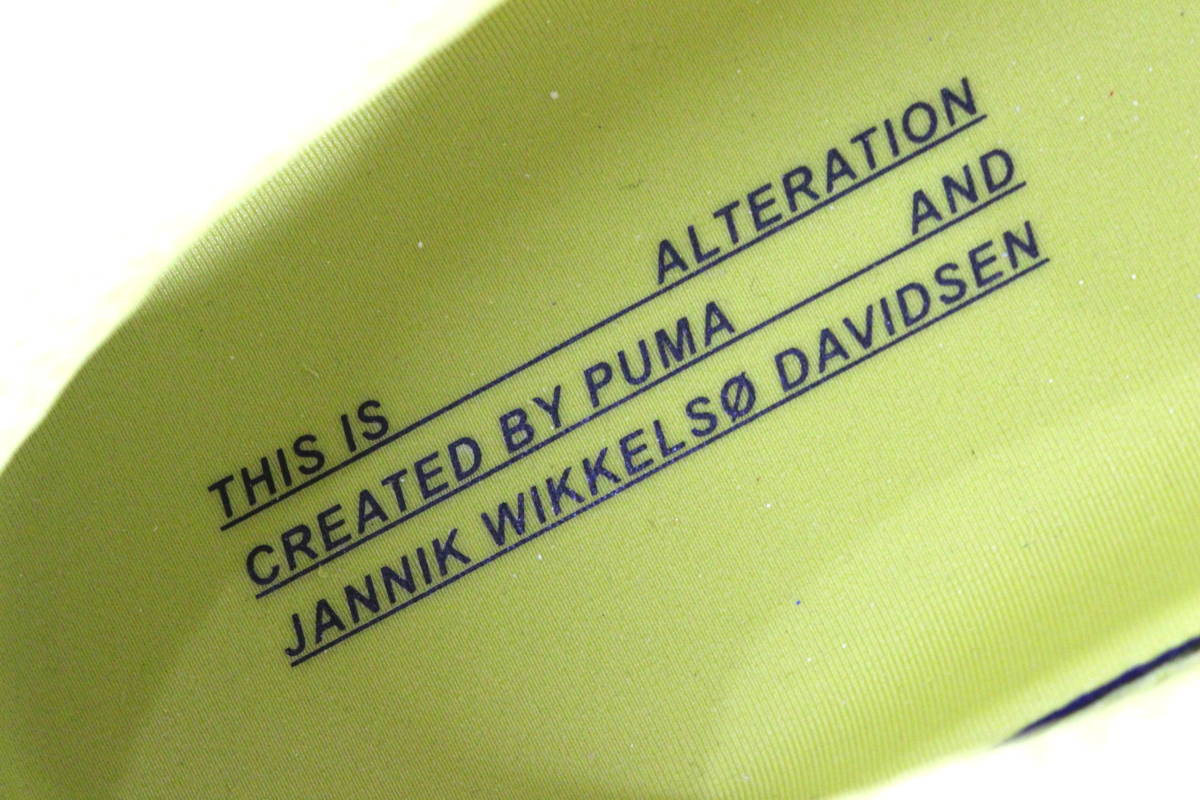 THIS IS ALTERATION
CREATED BY PUMA AND
JANNIK WIKKELSØ DAVIDSEN